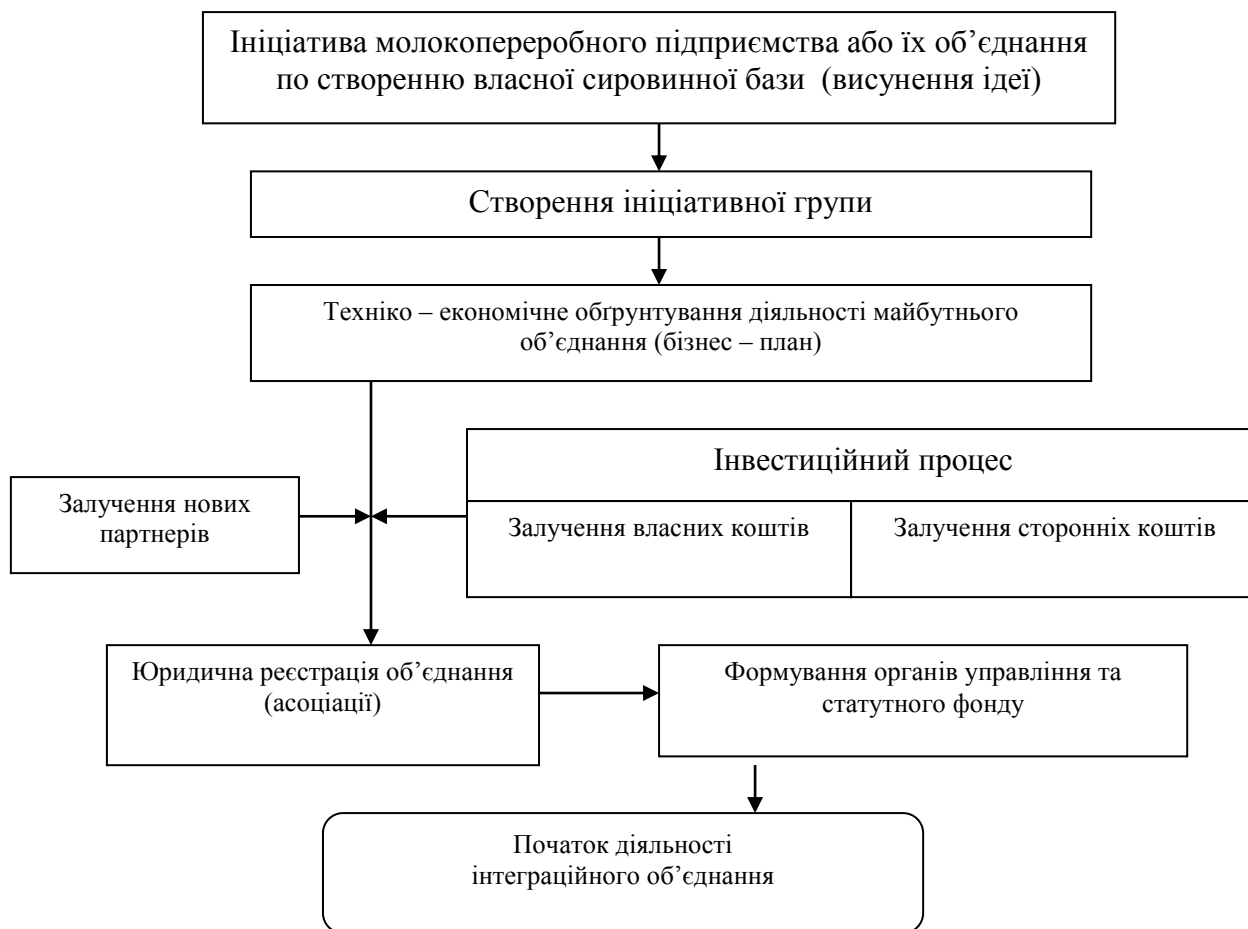 Ініціатива молокопереробного підприємства або їх об’єднання
по створенню власної сировинної бази (висунення ідеї)
Створення ініціативної групи
Техніко – економічне обґрунтування діяльності майбутнього
об’єднання (бізнес – план)
Інвестиційний процес
Залучення нових
партнерів
Залучення власних коштів
Залучення сторонніх коштів
Юридична реєстрація об’єднання
(асоціації)
Формування органів управління та
статутного фонду
Початок діяльності
інтеграційного об’єднання